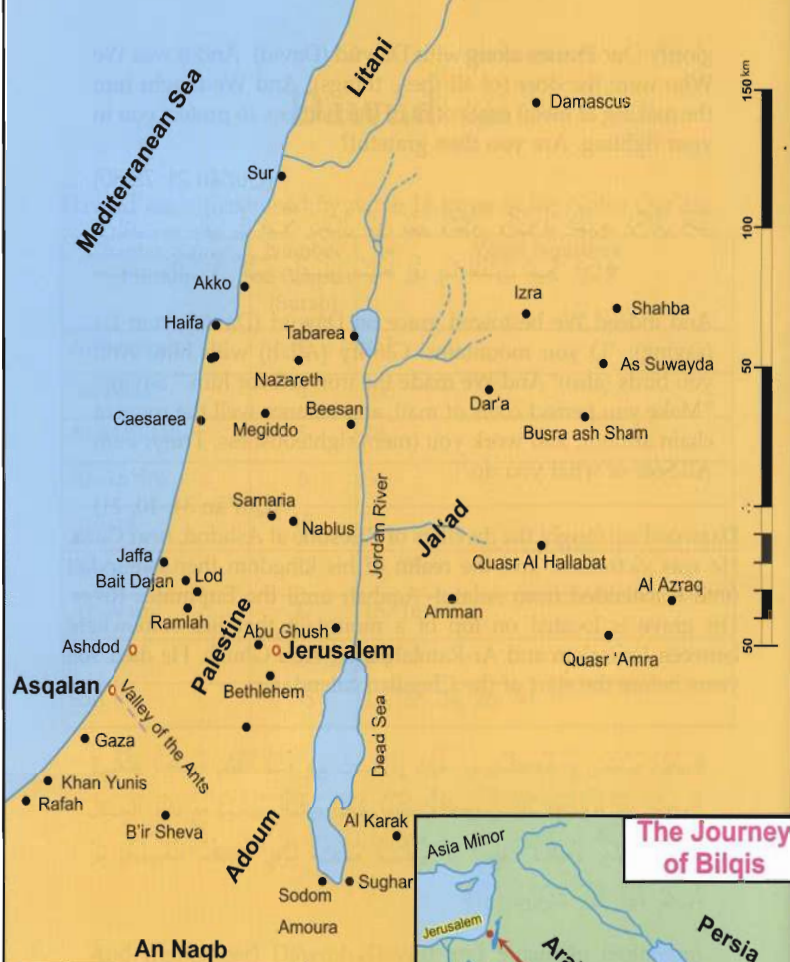 Mediterranean Sea
Litani
150 km
Damascus
Sur
100
Akko
Izra
Shahba
Haifa
Tabarea
50
As Suwayda
Nazareth
Dar'a
Caesarea
Megiddo
Beesan
Busra ash Sham
Samaria
Nablus
Jordan River
Jal'ad
Jaffa
Quasr Al Hallabat
Bait Dajan
Lod
Al Azraq
Ramlah
Amman
Palestine
Abu Ghush
Ashdod
Jerusalem
50
Quasr 'Amra
Asqalan
Bethlehem
Valley of the Ants
Gaza
Dead Sea
Khan Yunis
Rafah
B'ir Sheva
Adoum
Al Karak
The Journey
of Bilqis
Asia Minor
Sughar
Sodom
Amoura
Jerusalem
Persia
An Naqb